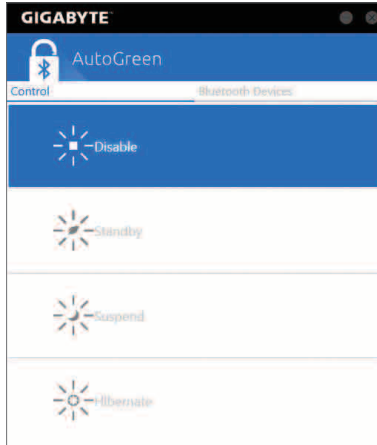 GIGABYTE
AutoGreen
Control Bluetooth Devices
Disable
Standby
Suspend
Hibernate